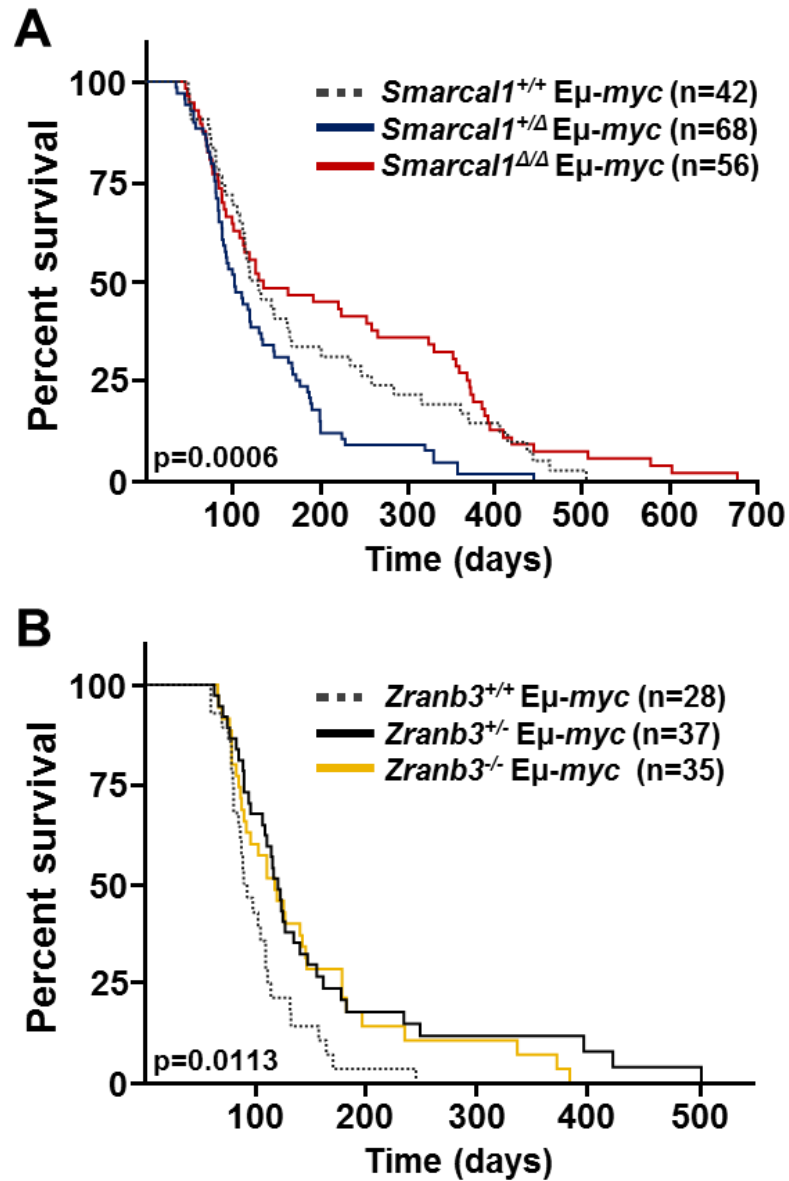 A
Percent survival
100
75
50
25
0
Smarcal1+/+ Eμ-myc (n=42)
Smarcal1+/Δ Eμ-myc (n=68)
Smarcal1Δ/Δ Eμ-myc (n=56)
p=0.0006
100 200 300 400 500 600 700
Time (days)
B
Percent survival
100
75
50
25
0
Zranb3+/+ Eμ-myc (n=28)
Zranb3+/- Eμ-myc (n=37)
Zranb3-/- Eμ-myc (n=35)
p=0.0113
100 200 300 400 500
Time (days)